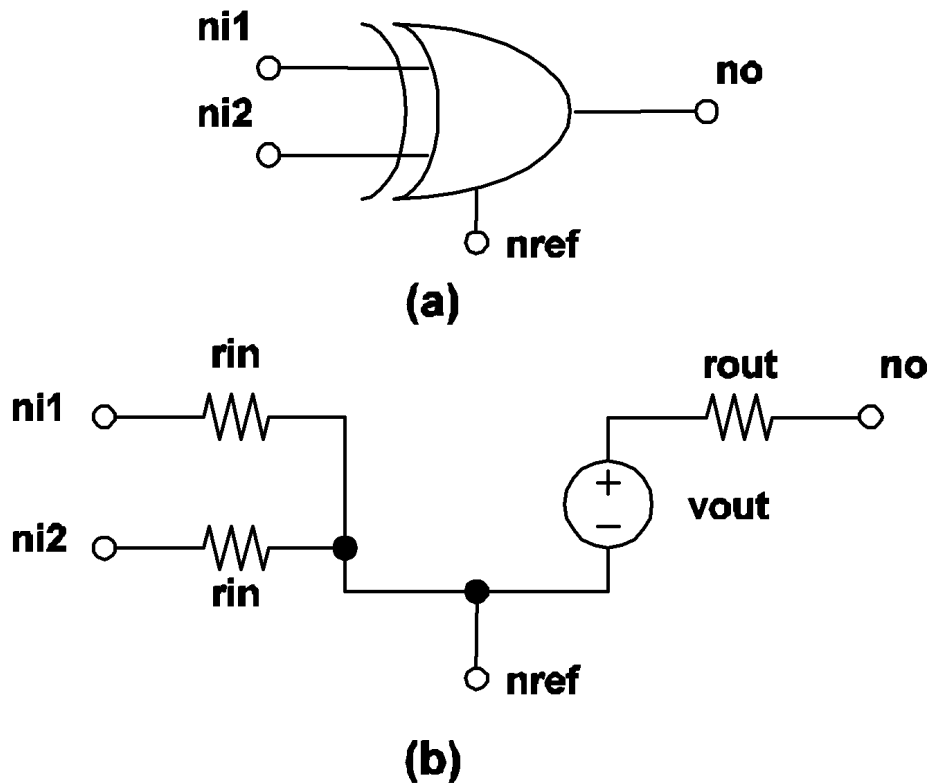 ni1
no
ni2
nref
(a)
rin
rout
no
ni1
+
vout
−
ni2
rin
nref
(b)